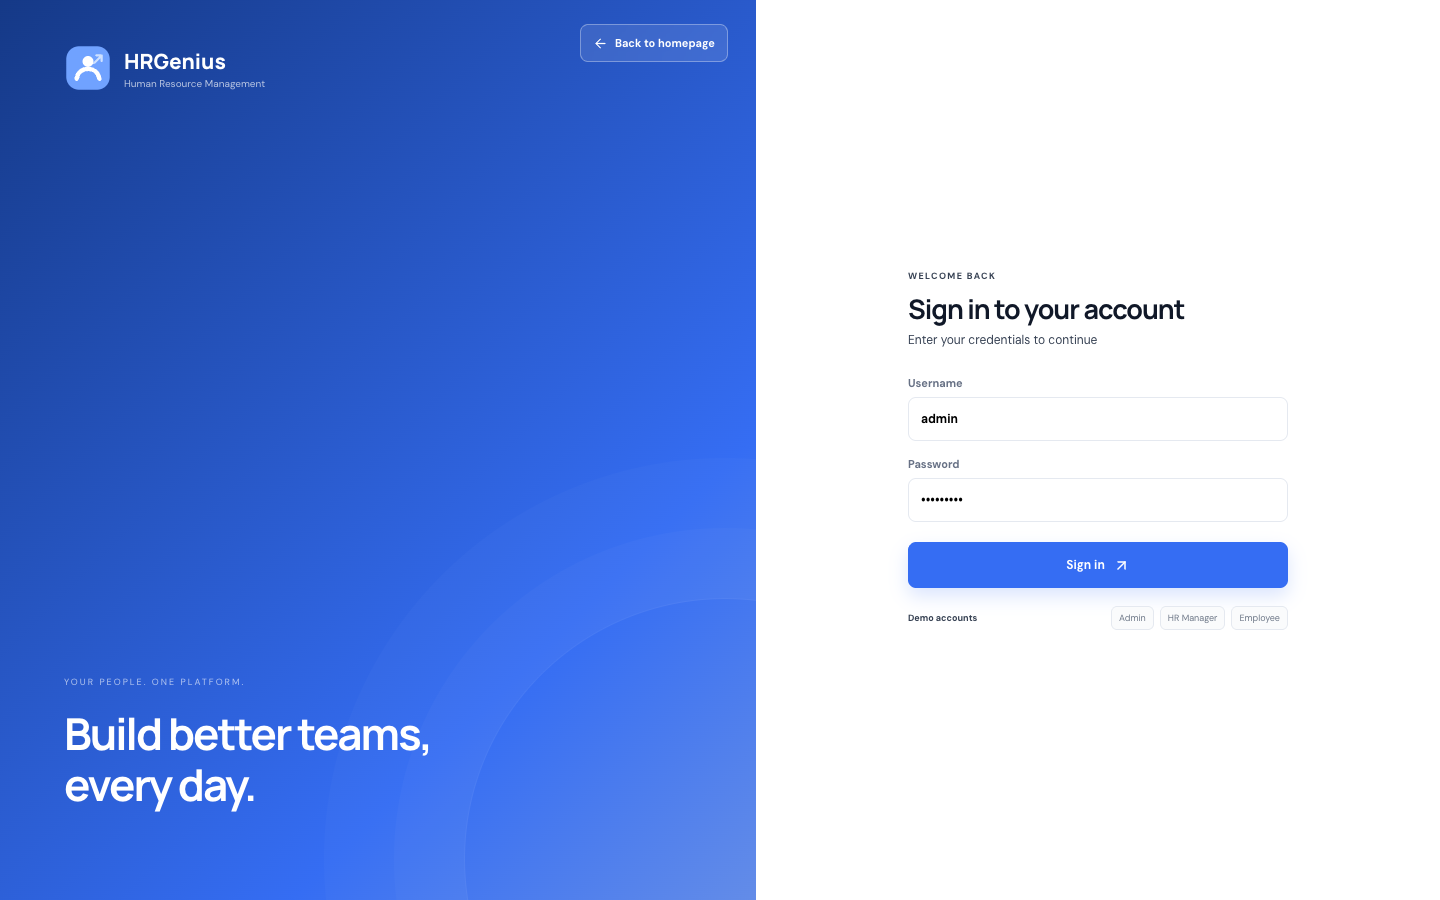 HRGenius
Human Resource Management
Back to homepage
YOUR PEOPLE. ONE PLATFORM.
Build better teams,
every day.
WELCOME BACK
Sign in to your account
Enter your credentials to continue
Username
admin
Password
•••••••••
Sign in
Demo accounts
Admin
HR Manager
Employee